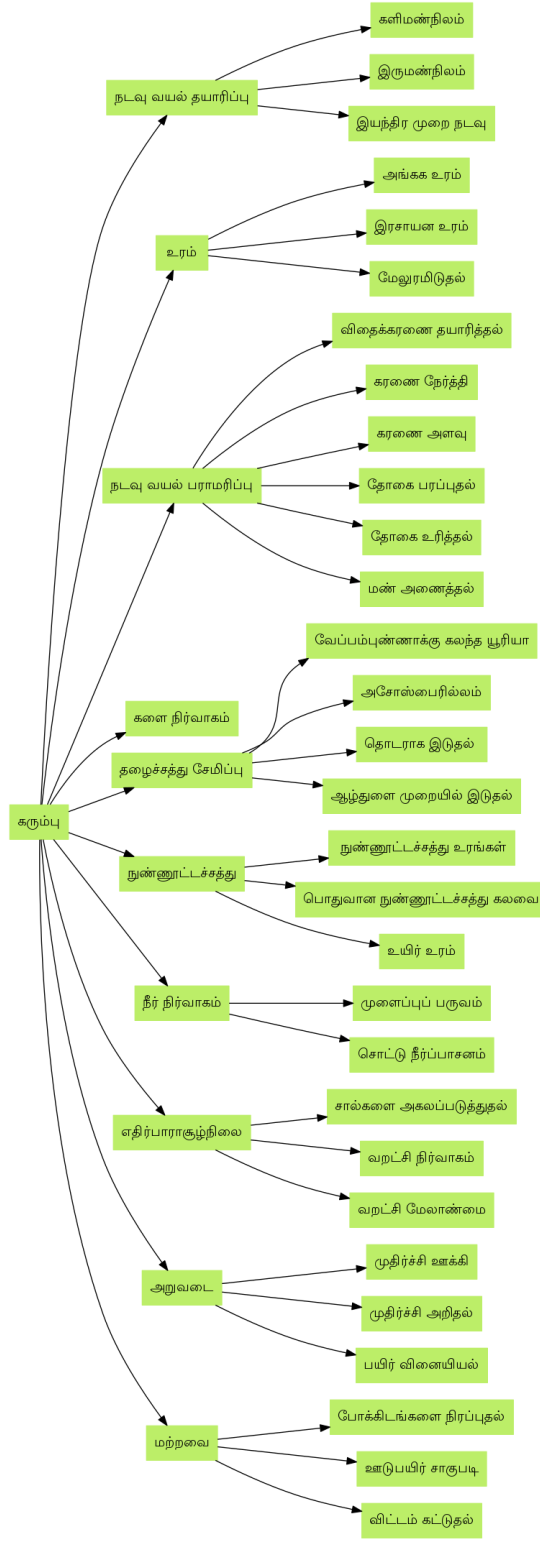 களிமண்நிலம்
இருமண்நிலம்
நடவு வயல் தயாரிப்பு
இயந்திர முறை நடவு
அங்கக உரம்
இரசாயன உரம்
உரம்
மேலுரமிடுதல்
விதைக்கரணை தயாரித்தல்
கரணை நேர்த்தி
கரணை அளவு
நடவு வயல் பராமரிப்பு
தோகை பரப்புதல்
தோகை உரித்தல்
மண் அணைத்தல்
வேப்பம்புண்ணாக்கு கலந்த யூரியா
அசோஸ்பைரில்லம்
களை நிர்வாகம்
தொடராக இடுதல்
தழைச்சத்து சேமிப்பு
ஆழ்துளை முறையில் இடுதல்
கரும்பு
நுண்ணூட்டச்சத்து உரங்கள்
நுண்ணூட்டச்சத்து
பொதுவான நுண்ணூட்டச்சத்து கலவை
உயிர் உரம்
நீர் நிர்வாகம்
முளைப்புப் பருவம்
சொட்டு நீர்ப்பாசனம்
சால்களை அகலப்படுத்துதல்
எதிர்பாராசூழ்நிலை
வறட்சி நிர்வாகம்
வறட்சி மேலாண்மை
முதிர்ச்சி ஊக்கி
அறுவடை
முதிர்ச்சி அறிதல்
பயிர் வினையியல்
போக்கிடங்களை நிரப்புதல்
மற்றவை
ஊடுபயிர் சாகுபடி
விட்டம் கட்டுதல்